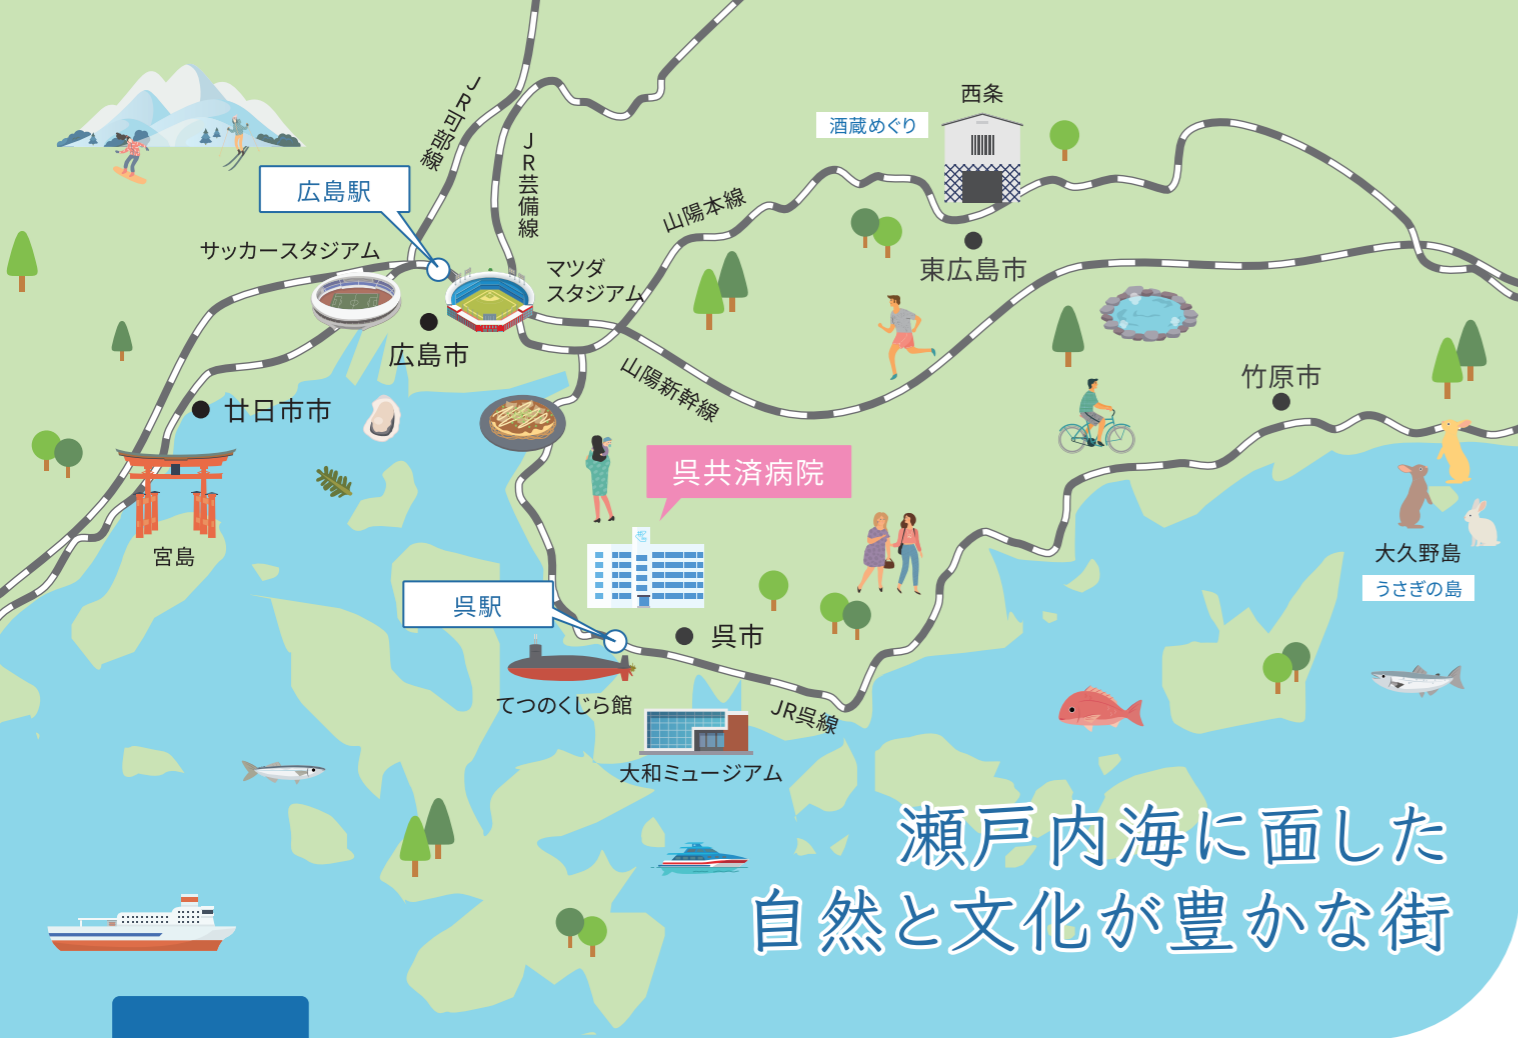 JR可部線
JR芸備線
西条
酒蔵めぐり
広島駅
山陽本線
サッカースタジアム
マツダ
スタジアム
東広島市
広島市
山陽新幹線
竹原市
廿日市市
呉共済病院
宮島
大久野島
うさぎの島
呉駅
呉市
てつのくじら館
JR呉線
大和ミュージアム
瀬戸内海に面した
自然と文化が豊かな街